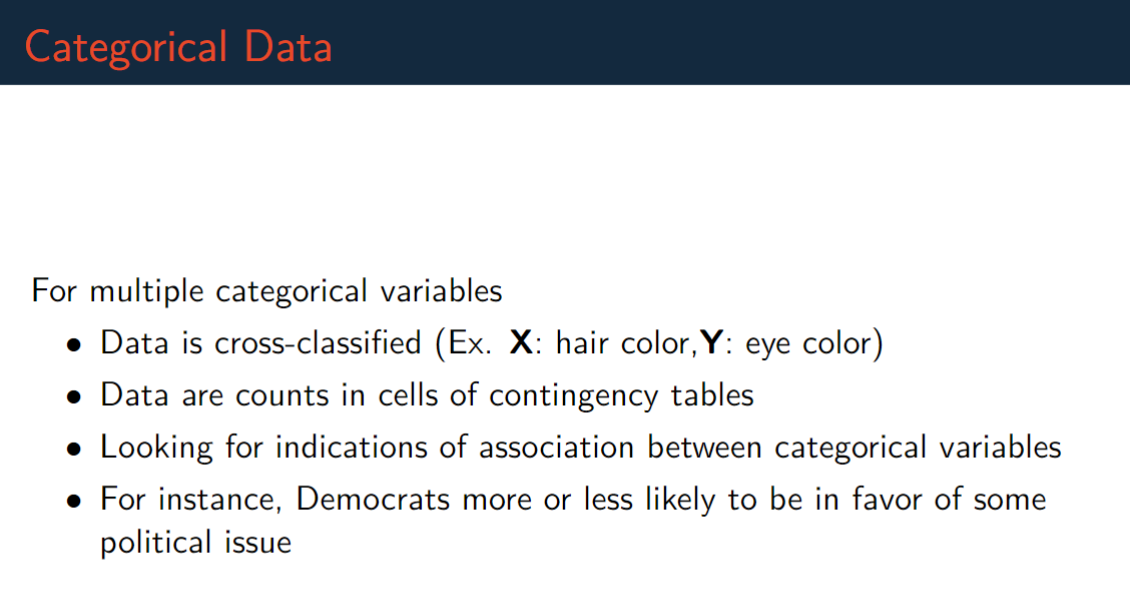 Categorical Data
For multiple categorical variables
• Data is cross-classified (Ex. X: hair color,Y: eye color)
• Data are counts in cells of contingency tables
• Looking for indications of association between categorical variables
• For instance, Democrats more or less likely to be in favor of some
political issue